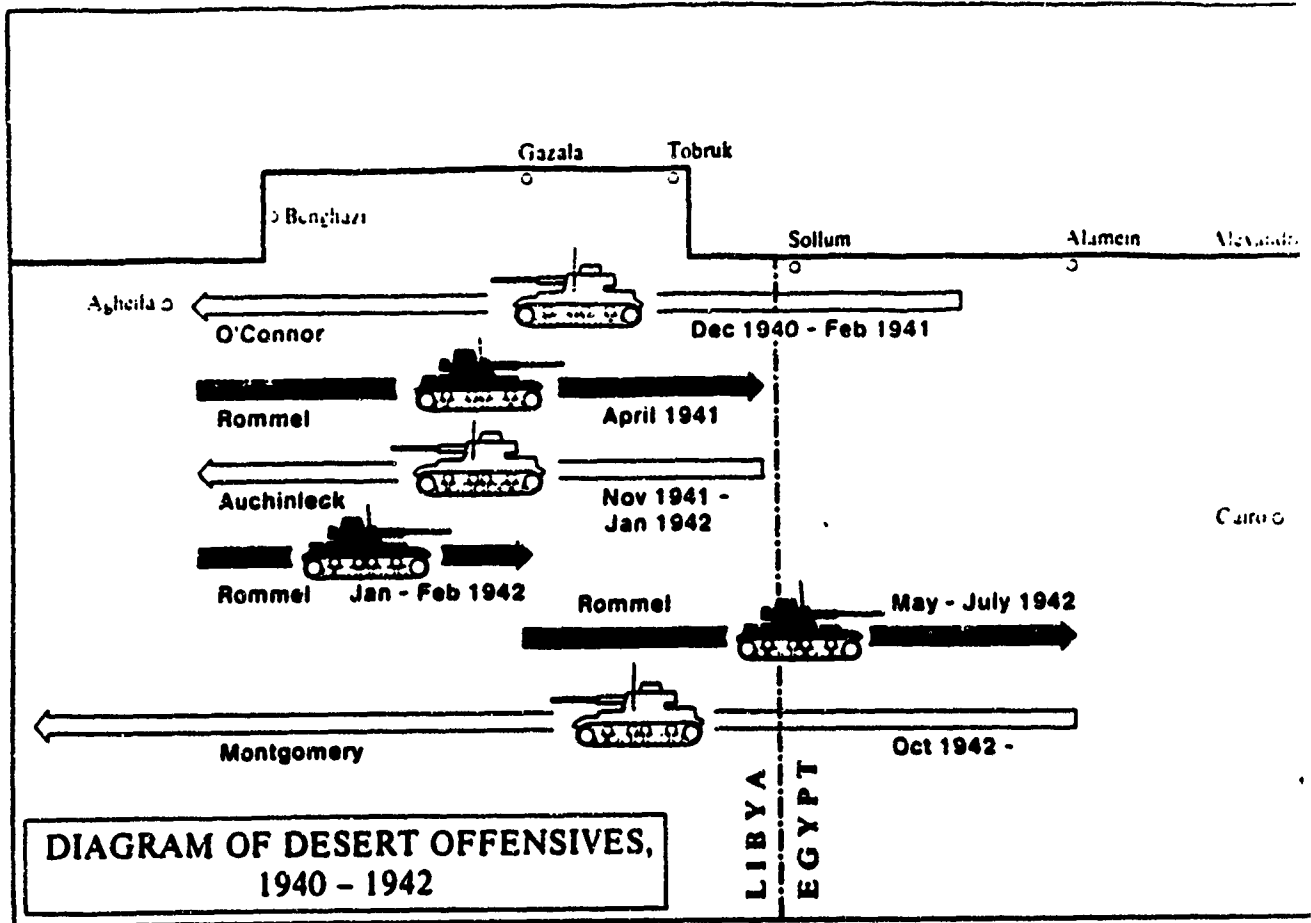 Gazala
Tobruk
Benghazi
Sollum
Alamein
Agheila
O'Connor
Dec 1940 - Feb 1941
Rommel
April 1941
Auchinleck
Nov 1941 -
Jan 1942
Cairo
Rommel
Jan - Feb 1942
Rommel
May - July 1942
Montgomery
Oct 1942 -
LIBYA
EGYPT
DIAGRAM OF DESERT OFFENSIVES,
1940 - 1942